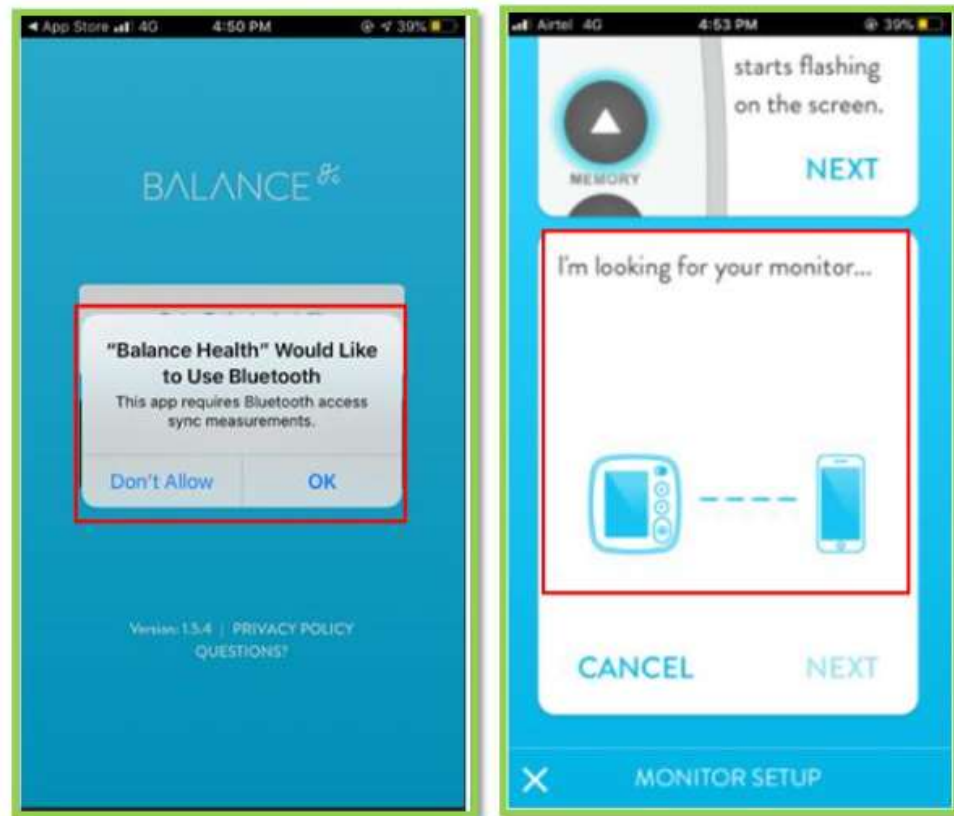 App Store 4G 4:50 PM 39%
BALANCE
"Balance Health" Would Like
to Use Bluetooth
This app requires Bluetooth access
sync measurements.
Don't Allow OK
Version: 1.5.4 | PRIVACY POLICY
QUESTIONS?
Airtel 4G 4:53 PM 39%
starts flashing
on the screen.
MEMORY
NEXT
I'm looking for your monitor...
CANCEL NEXT
MONITOR SETUP